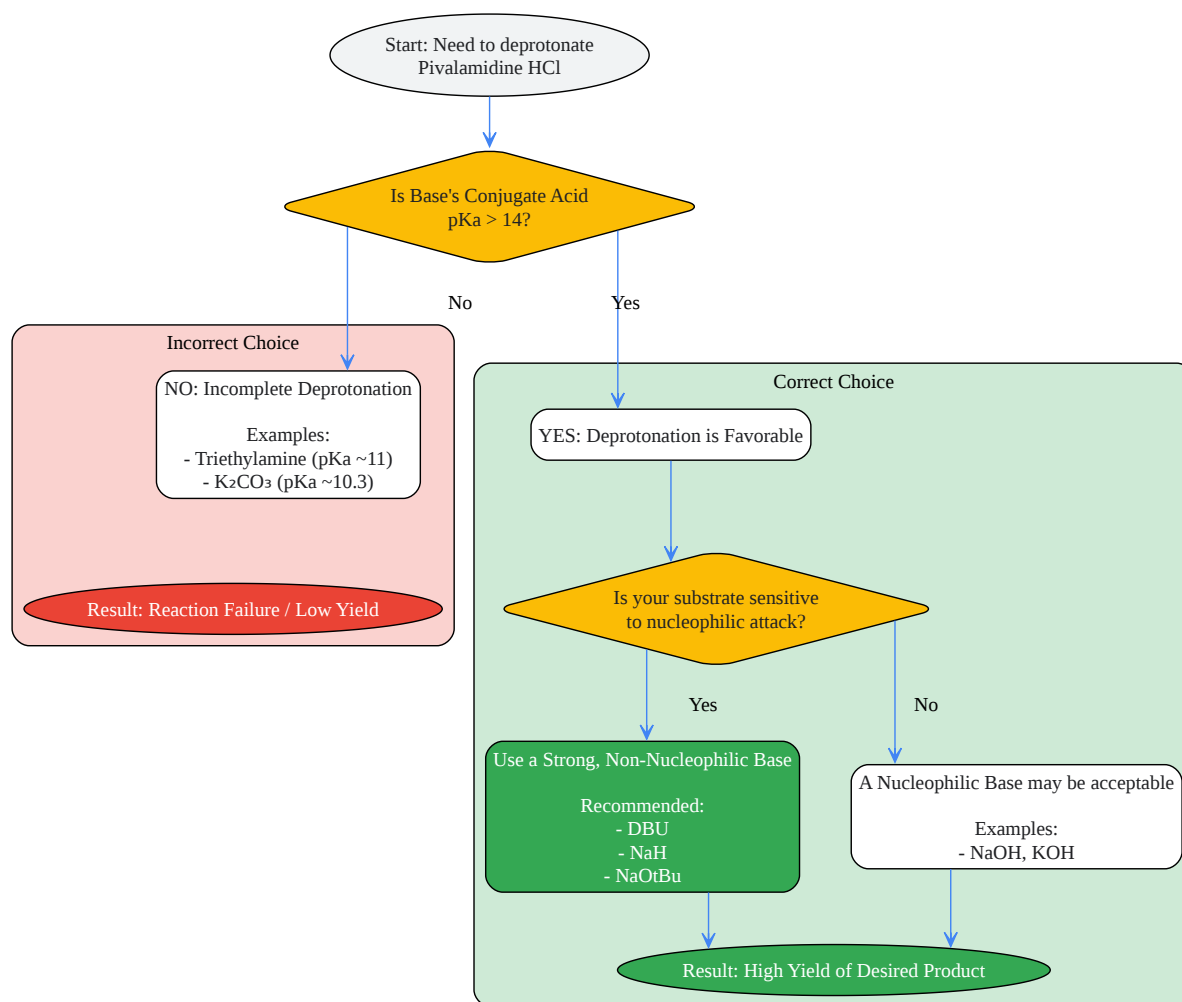 Start: Need to deprotonate
Pivalamidine HCl
Is Base's Conjugate Acid
pKa > 14?
No
Yes
Incorrect Choice
NO: Incomplete Deprotonation
Examples:
- Triethylamine (pKa ~11)
- K₂CO₃ (pKa ~10.3)
Result: Reaction Failure / Low Yield
Correct Choice
YES: Deprotonation is Favorable
Is your substrate sensitive
to nucleophilic attack?
Yes
No
Use a Strong, Non-Nucleophilic Base
Recommended:
- DBU
- NaH
- NaOtBu
A Nucleophilic Base may be acceptable
Examples:
- NaOH, KOH
Result: High Yield of Desired Product